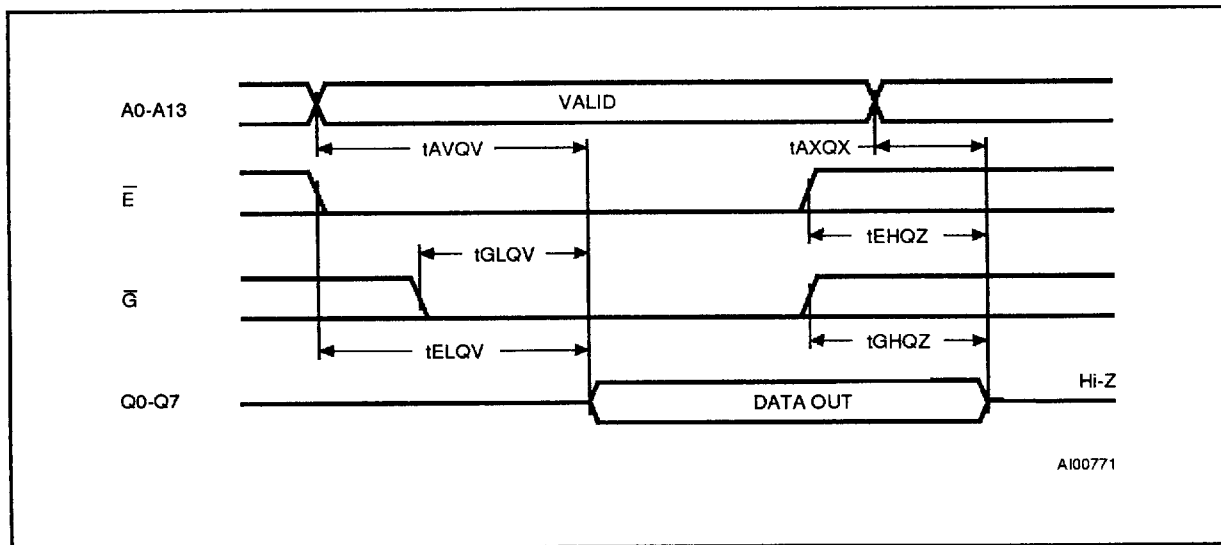 A0-A13
VALID
tAVQV
tAXQX
E̅
tEHQZ
tGLQV
G̅
tELQV
tGHQZ
Q0-Q7
DATA OUT
Hi-Z
AI00771